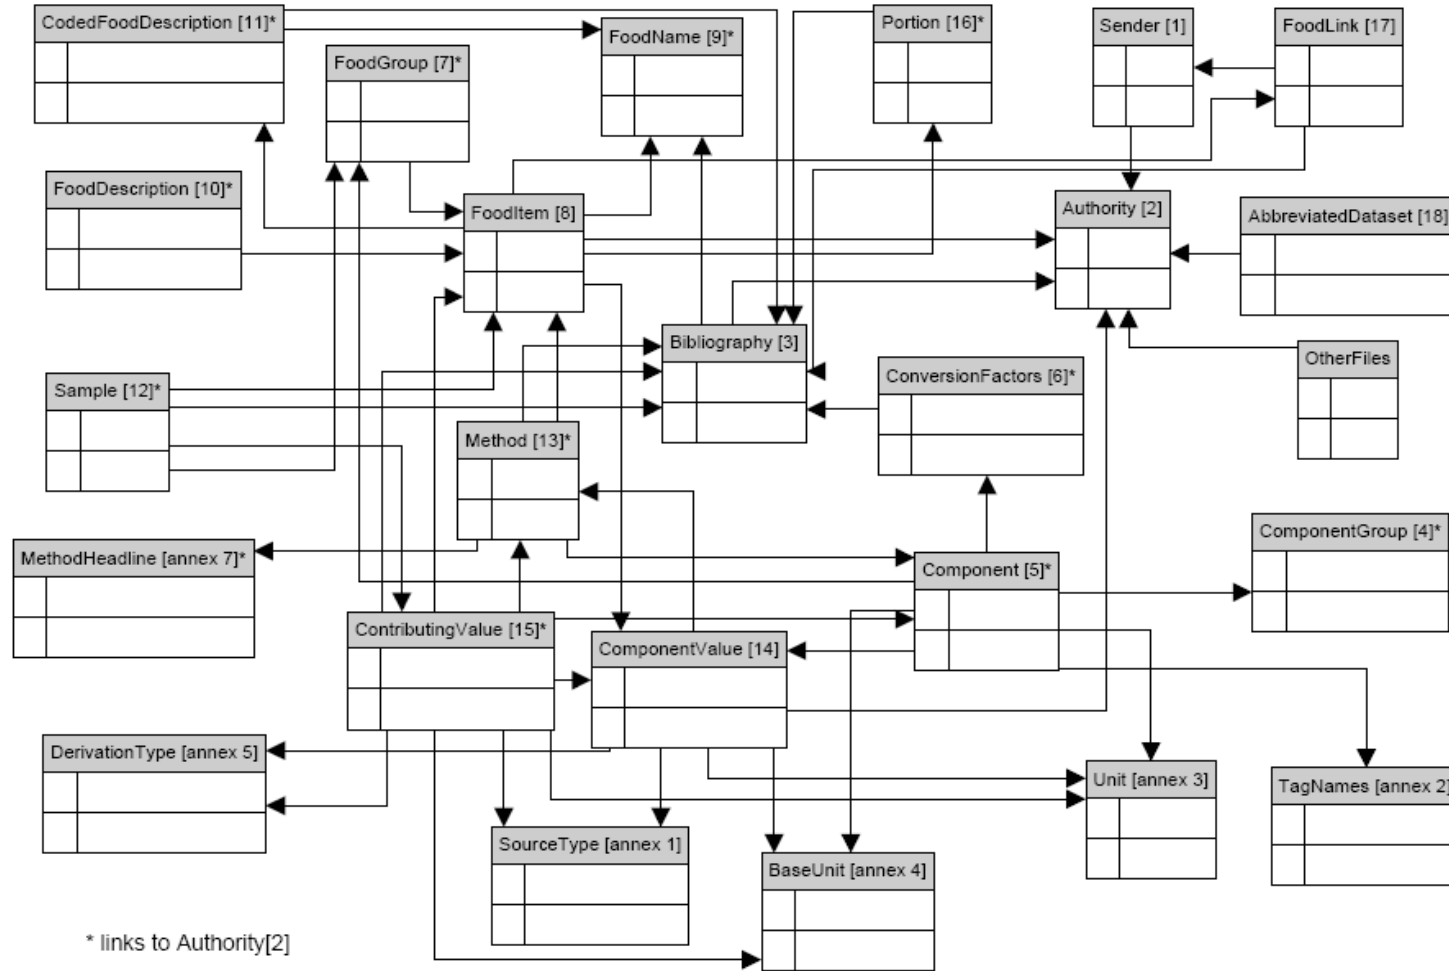 CodedFoodDescription [11]*
FoodName [9]*
Portion [16]*
Sender [1]
FoodLink [17]
FoodGroup [7]*
FoodDescription [10]*
FoodItem [8]
Authority [2]
AbbreviatedDataset [18]
Bibliography [3]
OtherFiles
Sample [12]*
ConversionFactors [6]*
Method [13]*
MethodHeadline [annex 7]*
Component [5]*
ComponentGroup [4]*
ContributingValue [15]*
ComponentValue [14]
DerivationType [annex 5]
Unit [annex 3]
TagNames [annex 2]
SourceType [annex 1]
BaseUnit [annex 4]
* links to Authority[2]